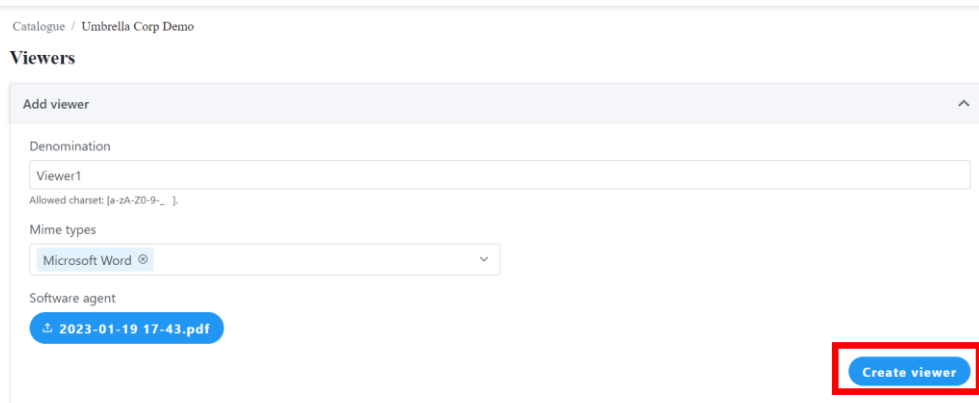 Catalogue / Umbrella Corp Demo
Viewers
Add viewer
Denomination
Viewer1
Allowed charset: [a-zA-Z0-9-_ ].
Mime types
Microsoft Word
Software agent
2023-01-19 17-43.pdf
Create viewer